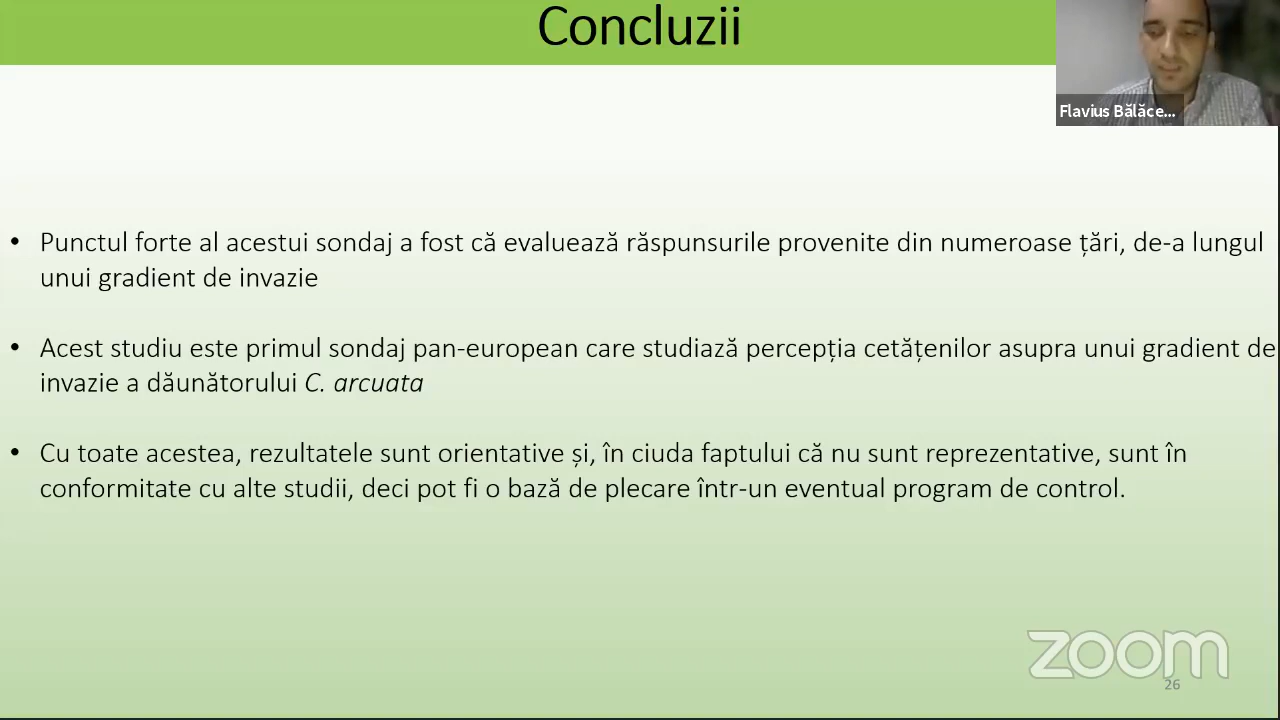 Concluzii
Flavius Bălăce...
• Punctul forte al acestui sondaj a fost că evaluează răspunsurile provenite din numeroase țări, de-a lungul
unui gradient de invazie
• Acest studiu este primul sondaj pan-european care studiază percepția cetățenilor asupra unui gradient de
invazie a dăunătorului C. arcuata
• Cu toate acestea, rezultatele sunt orientative și, în ciuda faptului că nu sunt reprezentative, sunt în
conformitate cu alte studii, deci pot fi o bază de plecare într-un eventual program de control.
zoom
26